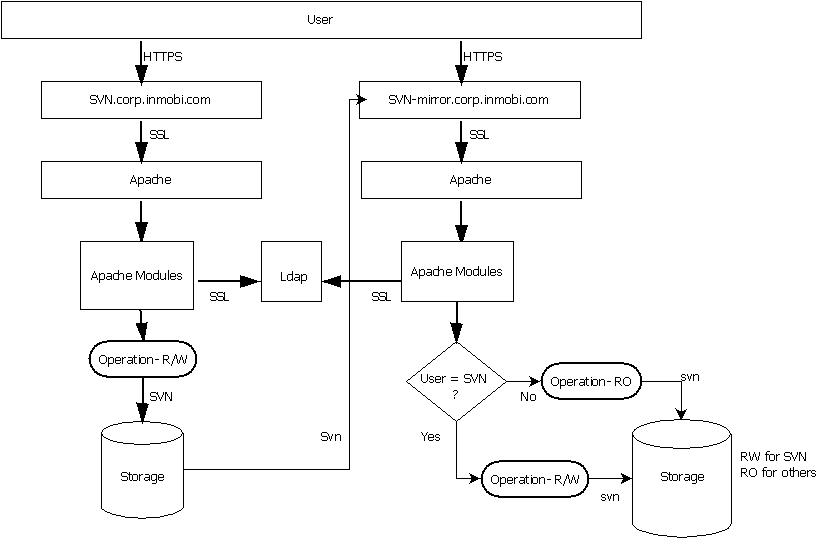 User
HTTPS
HTTPS
SVN.corp.inmobi.com
SVN-mirror.corp.inmobi.com
SSL
SSL
Apache
Apache
Apache Modules
Ldap
Apache Modules
SSL
SSL
Operation- R/W
User = SVN
?
Operation- RO
svn
No
SVN
Svn
Yes
Storage
Operation- R/W
svn
Storage
RW for SVN
RO for others